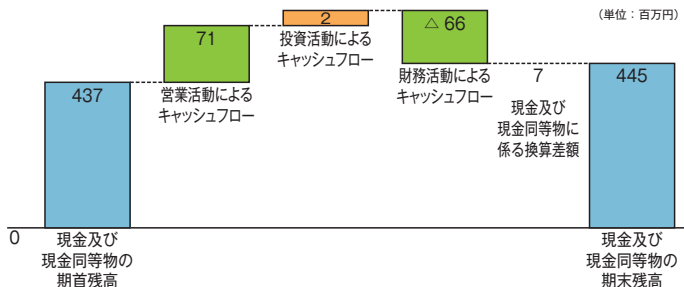 （単位：百万円）
437
現金及び
現金同等物の
期首残高
71
営業活動による
キャッシュフロー
2
投資活動による
キャッシュフロー
△ 66
財務活動による
キャッシュフロー
7
現金及び
現金同等物に
係る換算差額
445
現金及び
現金同等物の
期末残高
0